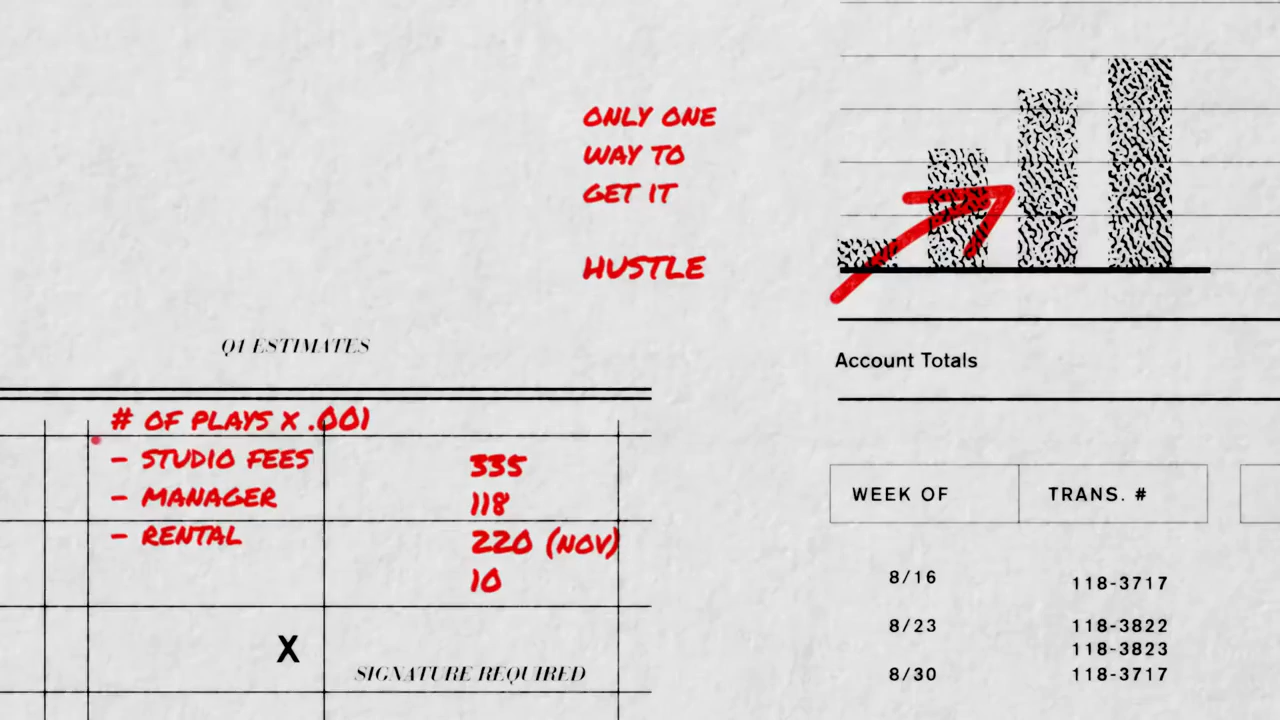 ONLY ONE
WAY TO
GET IT
HUSTLE
Q1 ESTIMATES
# OF PLAYS X .001
- STUDIO FEES
- MANAGER
- RENTAL
335
118
220 (NOV)
10
X
SIGNATURE REQUIRED
Account Totals
WEEK OF TRANS. #
8/16 118-3717
8/23 118-3822
118-3823
8/30 118-3717